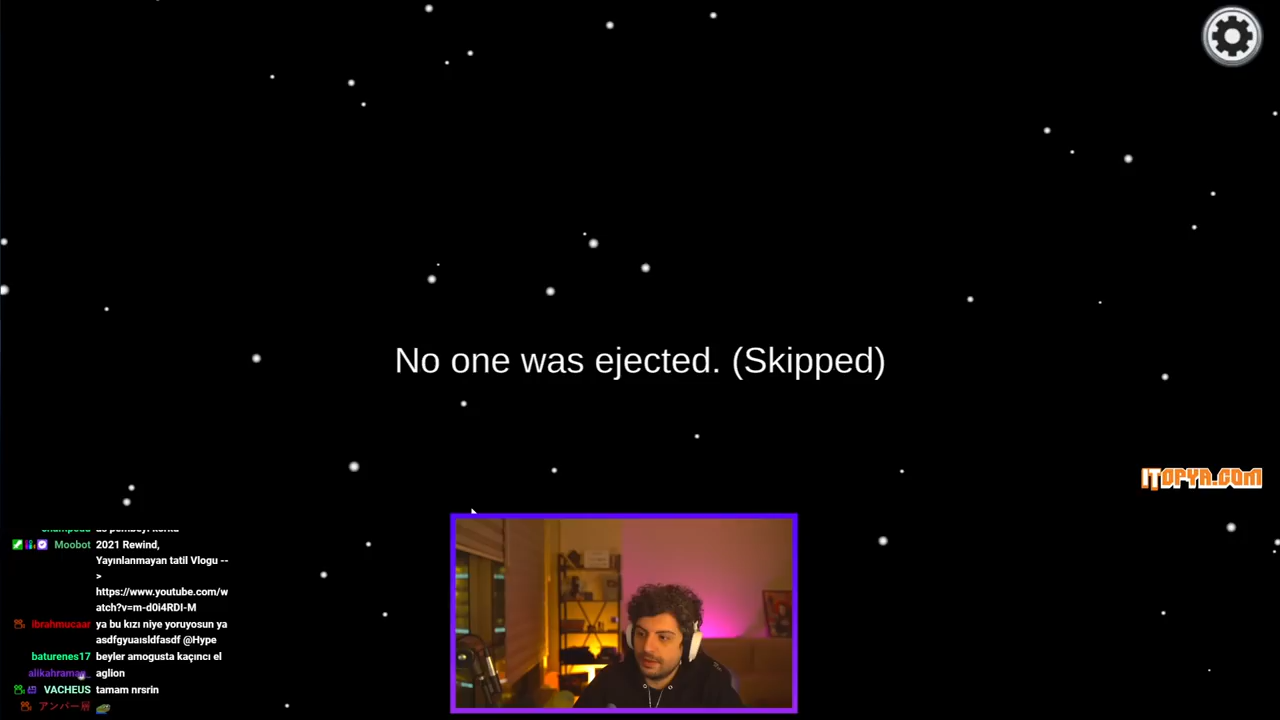 No one was ejected. (Skipped)
ITOPYA.COM
Moobot 2021 Rewind,
Yayınlanmayan tatil Vlogu --
>
https://www.youtube.com/w
atch?v=m-d0i4RDI-M
ibrahmucaar ya bu kızı niye yoruyosun ya
asdfgyuaısldfasdf @Hype
baturenes17 beyler amogusta kaçıncı el
aglion
VACHEUS tamam nrsrin